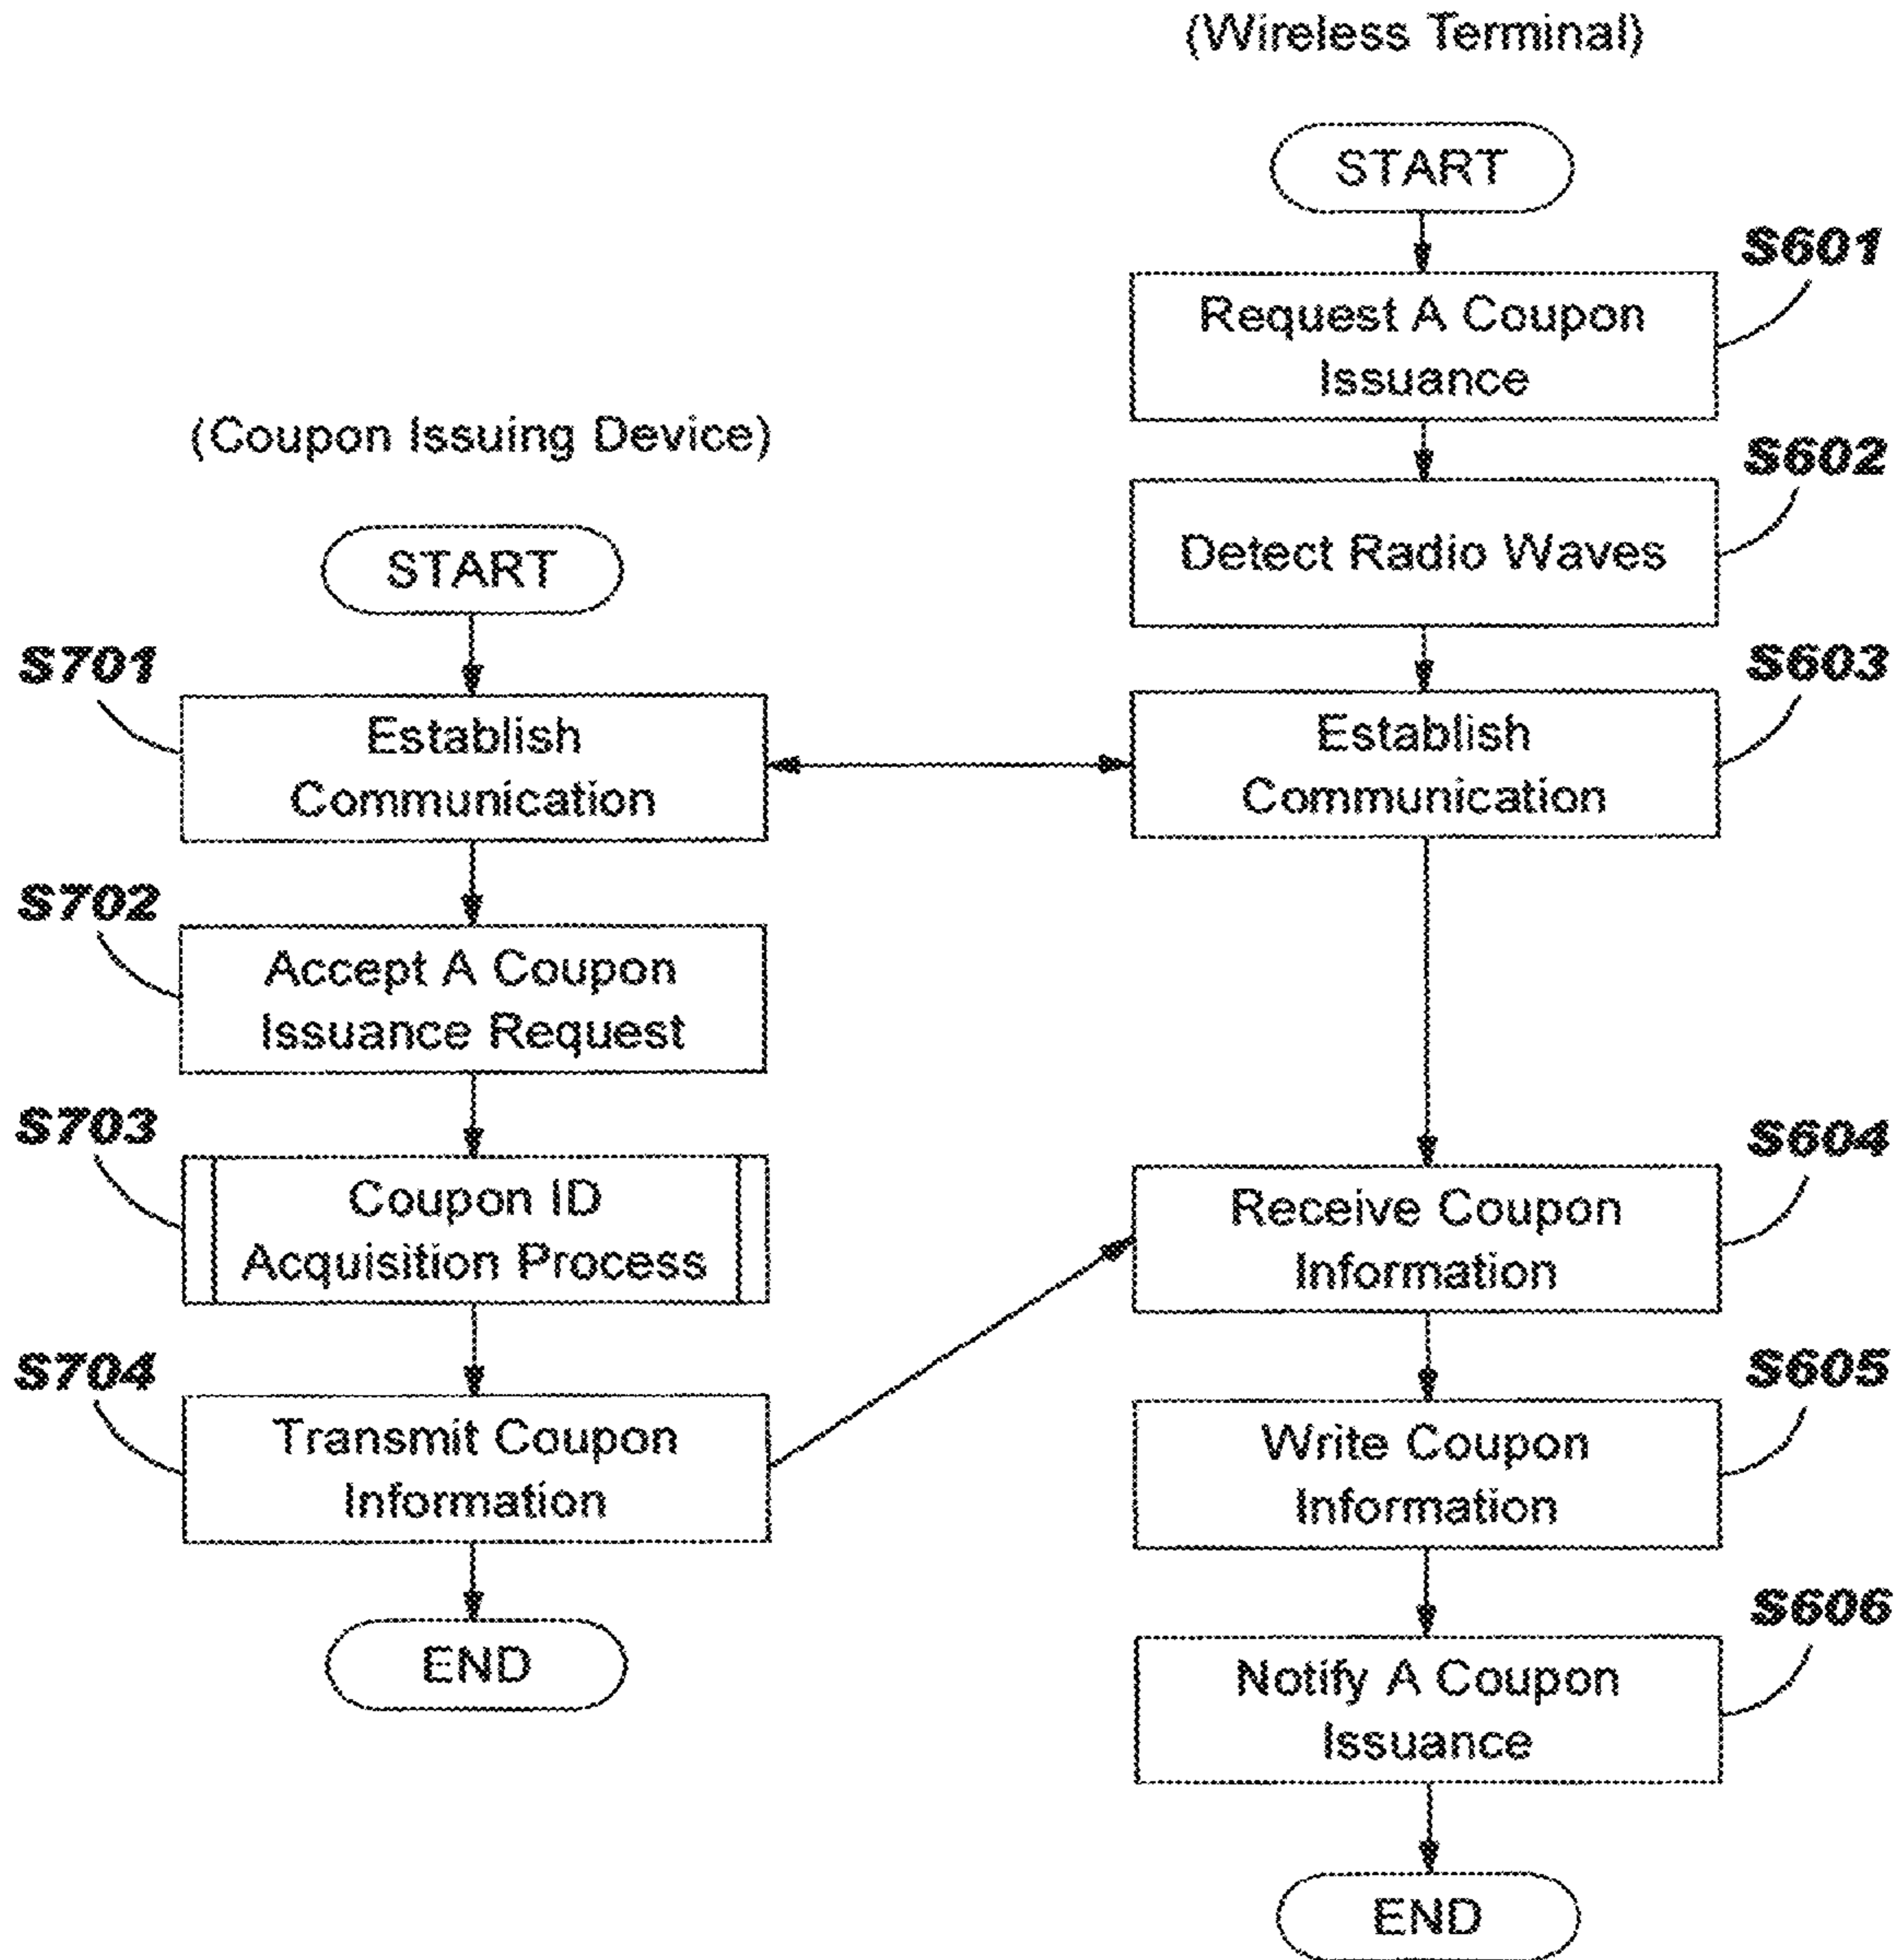 (Wireless Terminal)
START
S601
Request A Coupon
Issuance
S602
Detect Radio Waves
S603
Establish
Communication
S604
Receive Coupon
Information
S605
Write Coupon
Information
S606
Notify A Coupon
Issuance
END
(Coupon Issuing Device)
START
S701
Establish
Communication
S702
Accept A Coupon
Issuance Request
S703
Coupon ID
Acquisition Process
S704
Transmit Coupon
Information
END